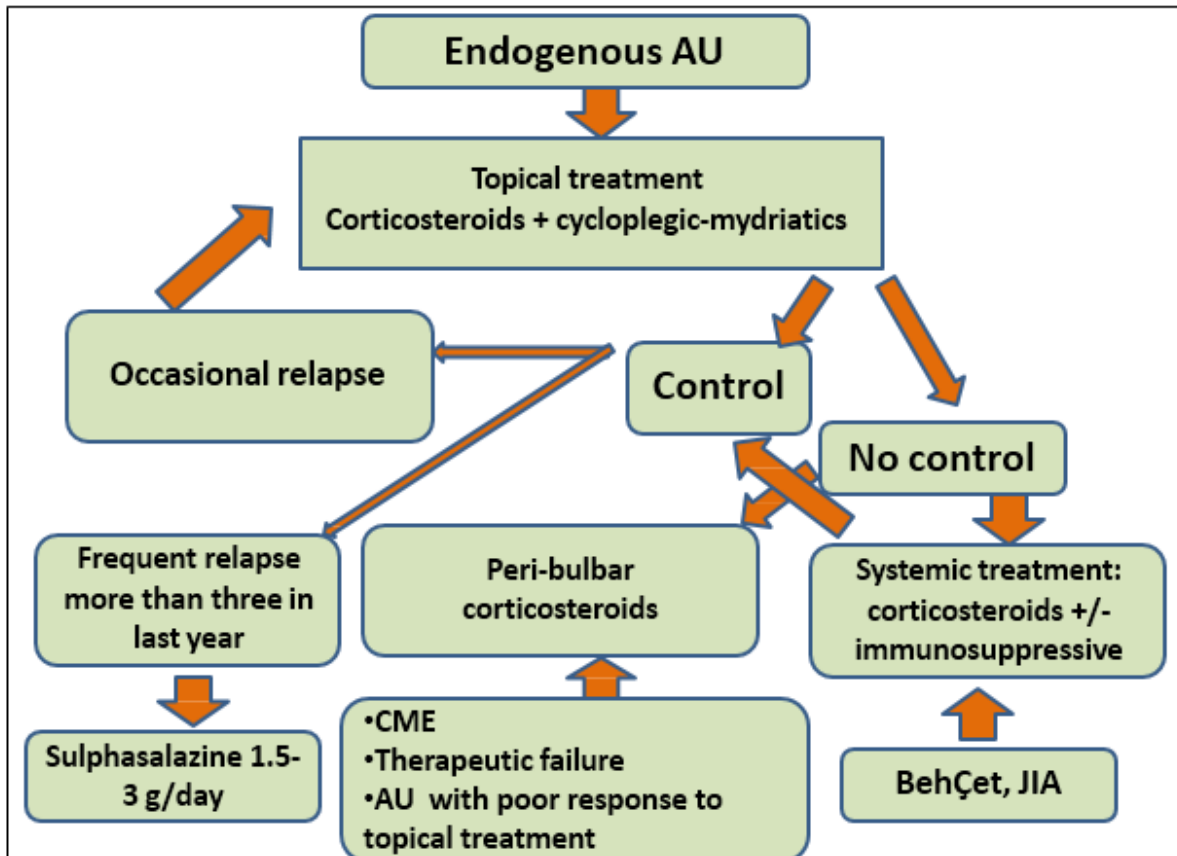 Endogenous AU
Topical treatment
Corticosteroids + cycloplegic-mydriatics
Occasional relapse
Control
No control
Frequent relapse
more than three in
last year
Peri-bulbar
corticosteroids
Systemic treatment:
corticosteroids +/-
immunosuppressive
Sulphasalazine 1.5-
3 g/day
•CME
•Therapeutic failure
•AU with poor response to
topical treatment
BehÇet, JIA